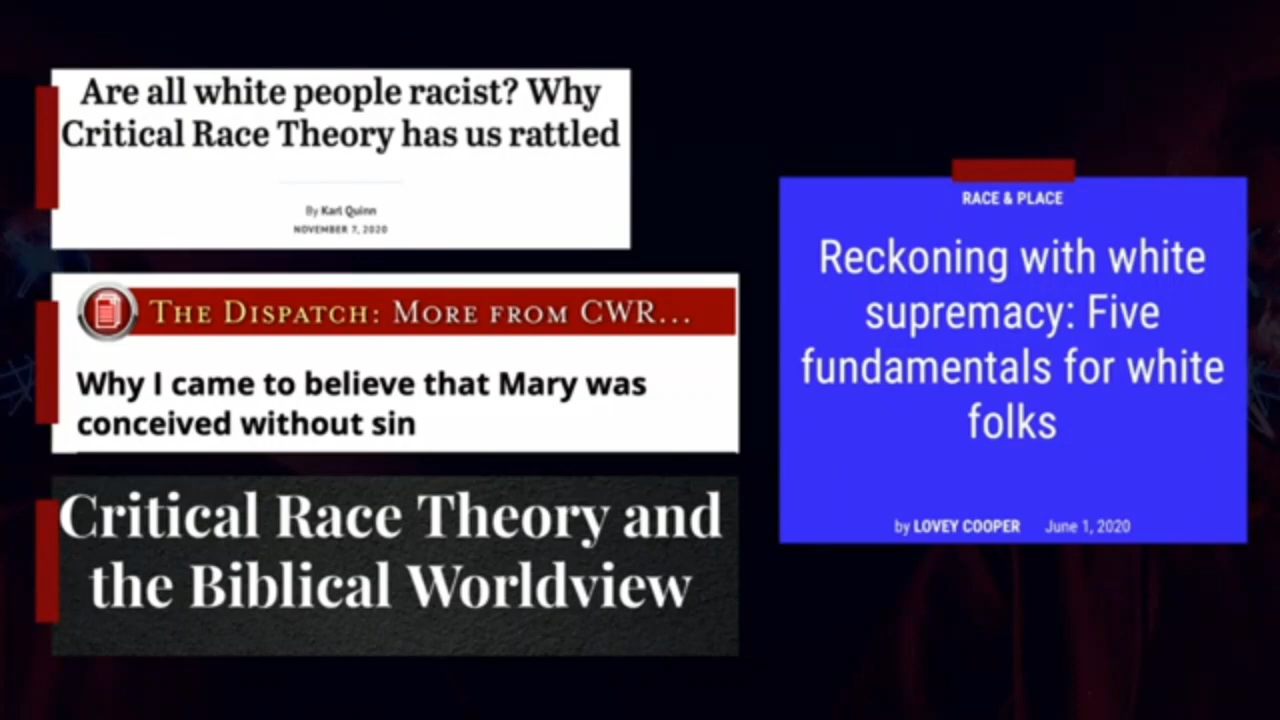 Are all white people racist? Why
Critical Race Theory has us rattled
By Karl Quinn
NOVEMBER 7, 2020
THE DISPATCH: MORE FROM CWR...
Why I came to believe that Mary was
conceived without sin
Critical Race Theory and
the Biblical Worldview
RACE & PLACE
Reckoning with white
supremacy: Five
fundamentals for white
folks
by LOVEY COOPER June 1, 2020